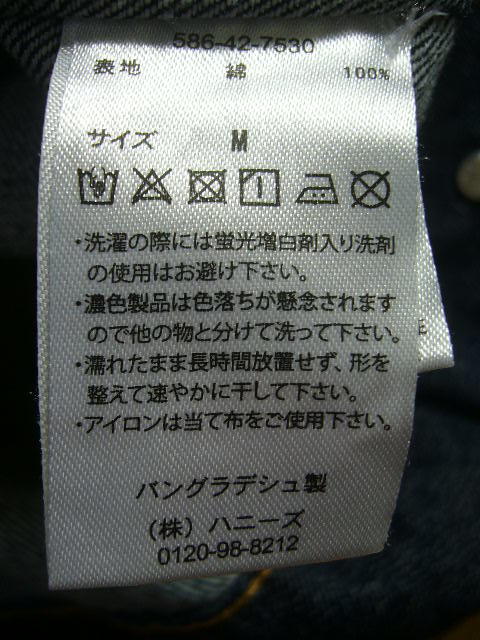 586-42-7530
表地 綿 100%
サイズ M
・洗濯の際には蛍光増白剤入り洗剤
の使用はお避け下さい。
・濃色製品は色落ちが懸念されます
ので他の物と分けて洗って下さい。
・濡れたまま長時間放置せず、形を
整えて速やかに干して下さい。
・アイロンは当て布をご使用下さい。
バングラデシュ製
(株)ハニーズ
0120-98-8212